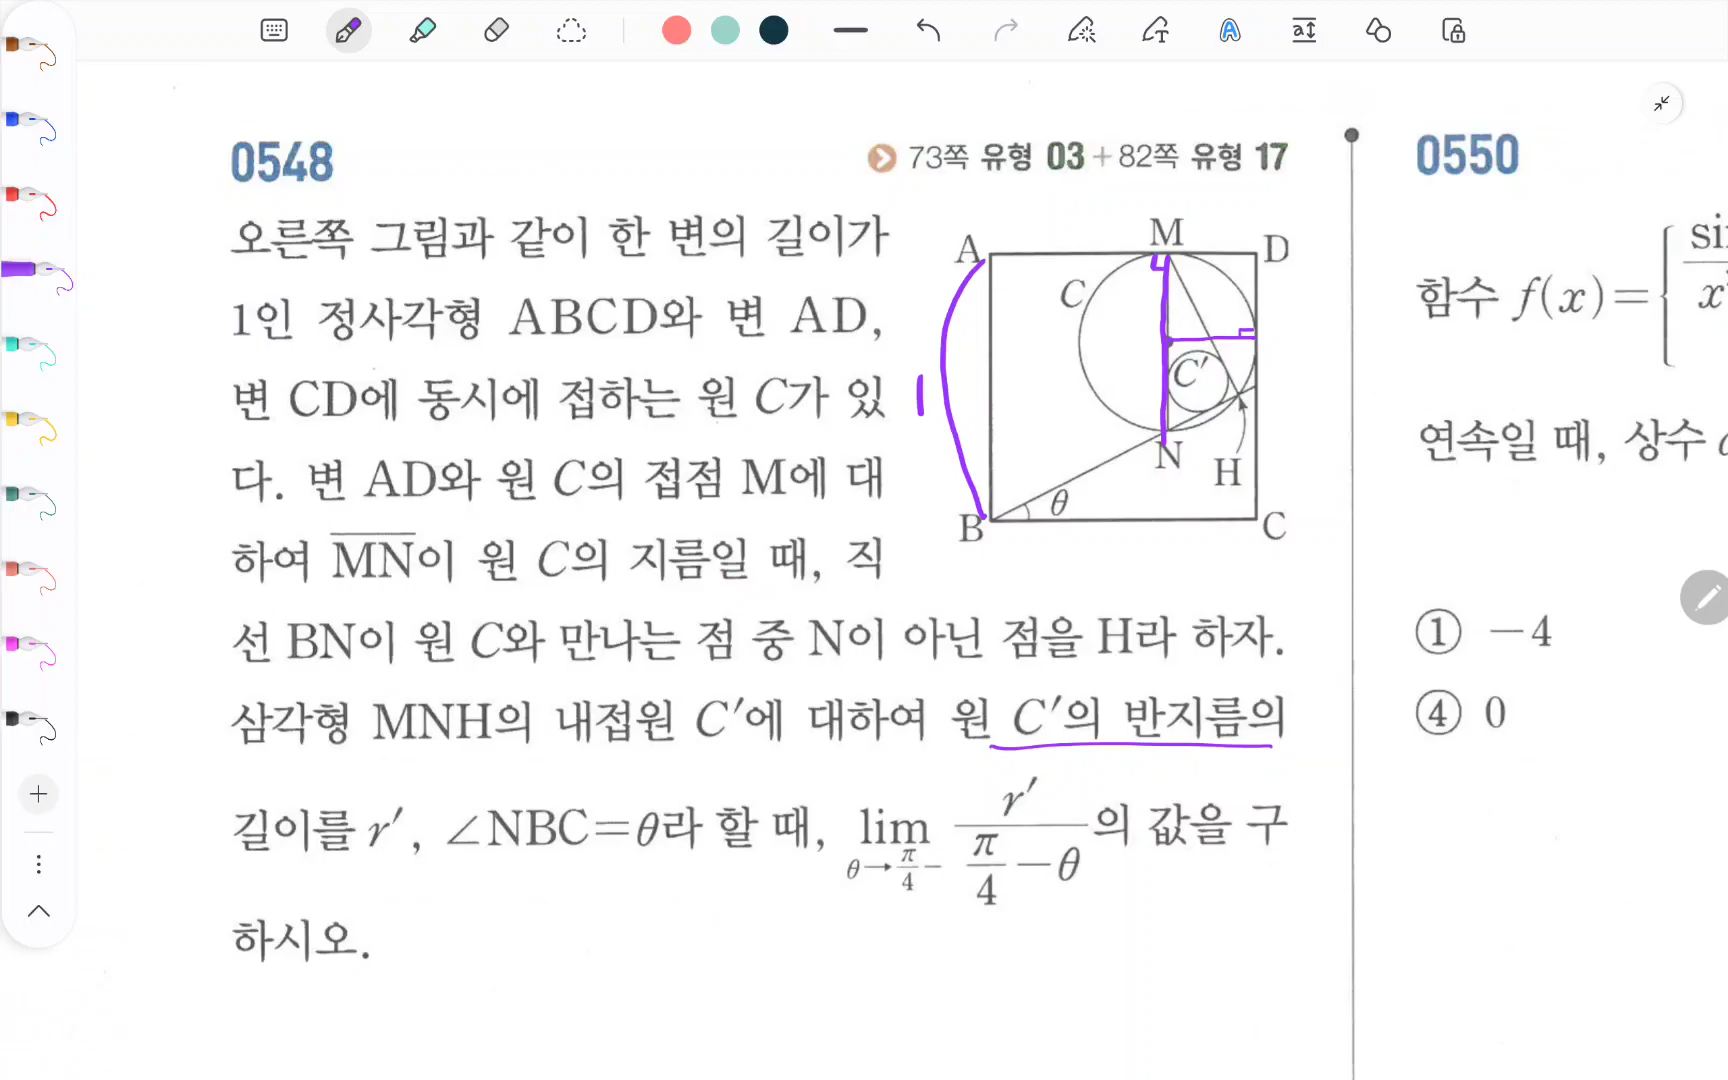 0548
73쪽 유형 03 + 82쪽 유형 17
오른쪽 그림과 같이 한 변의 길이가
1인 정사각형 ABCD와 변 AD,
변 CD에 동시에 접하는 원 C가 있
다. 변 AD와 원 C의 접점 M에 대
하여 \overline{MN}이 원 C의 지름일 때, 직
선 BN이 원 C와 만나는 점 중 N이 아닌 점을 H라 하자.
삼각형 MNH의 내접원 C′에 대하여 원 C′의 반지름의
길이를 r′, ∠NBC=θ라 할 때, lim_{θ→π/4−} r′/(π/4−θ)의 값을 구
하시오.
A M D
C
C′
1
N H
θ
B C
0550
함수 f(x)={
연속일 때, 상수
① −4
④ 0